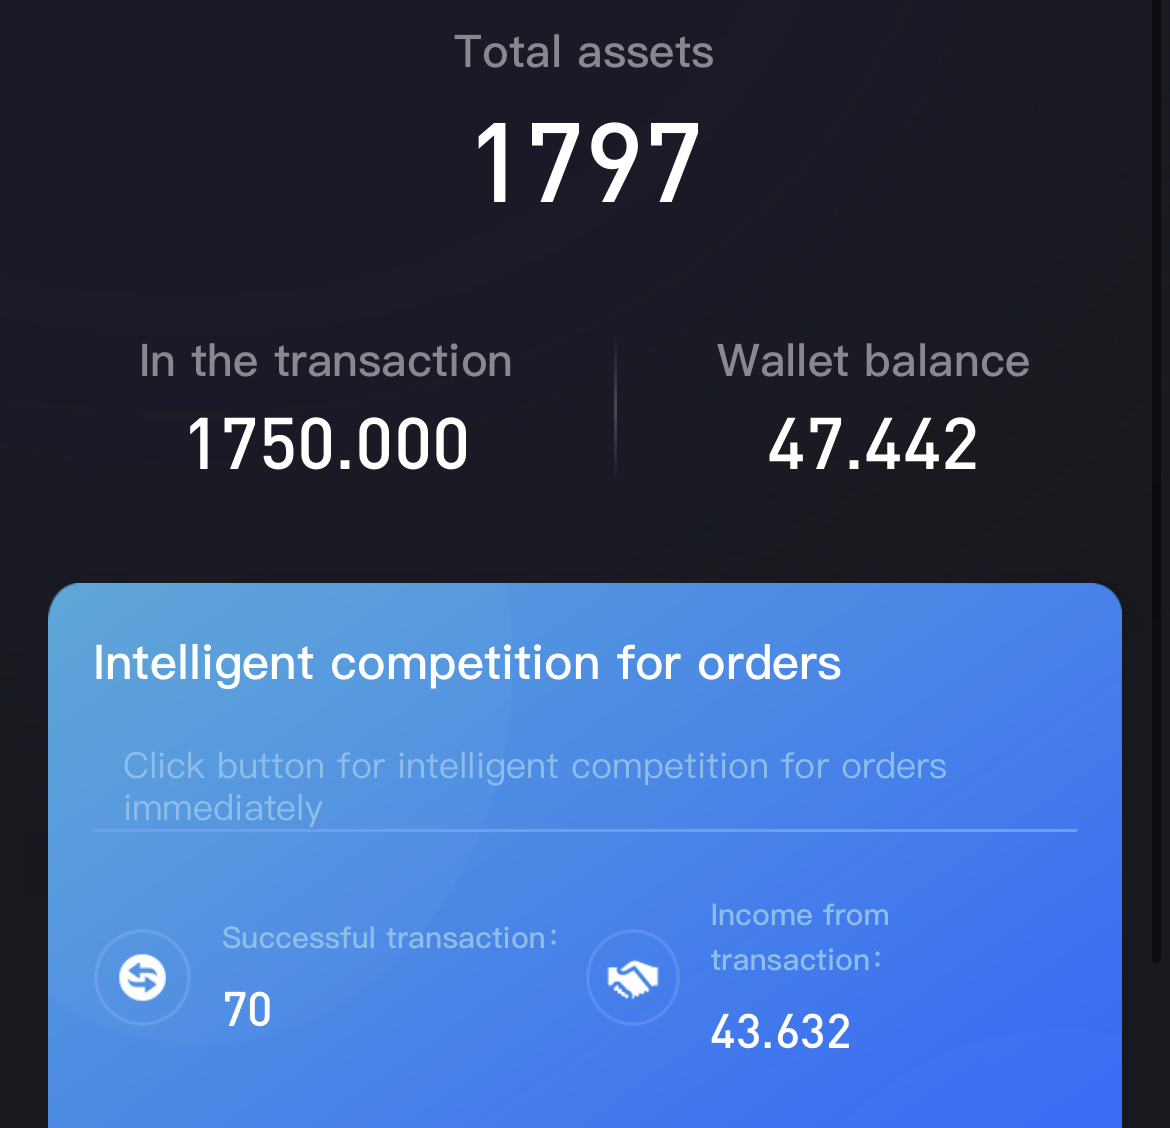 Total assets
1797
In the transaction
1750.000
Wallet balance
47.442
Intelligent competition for orders
Click button for intelligent competition for orders
immediately
Successful transaction:
70
Income from
transaction:
43.632